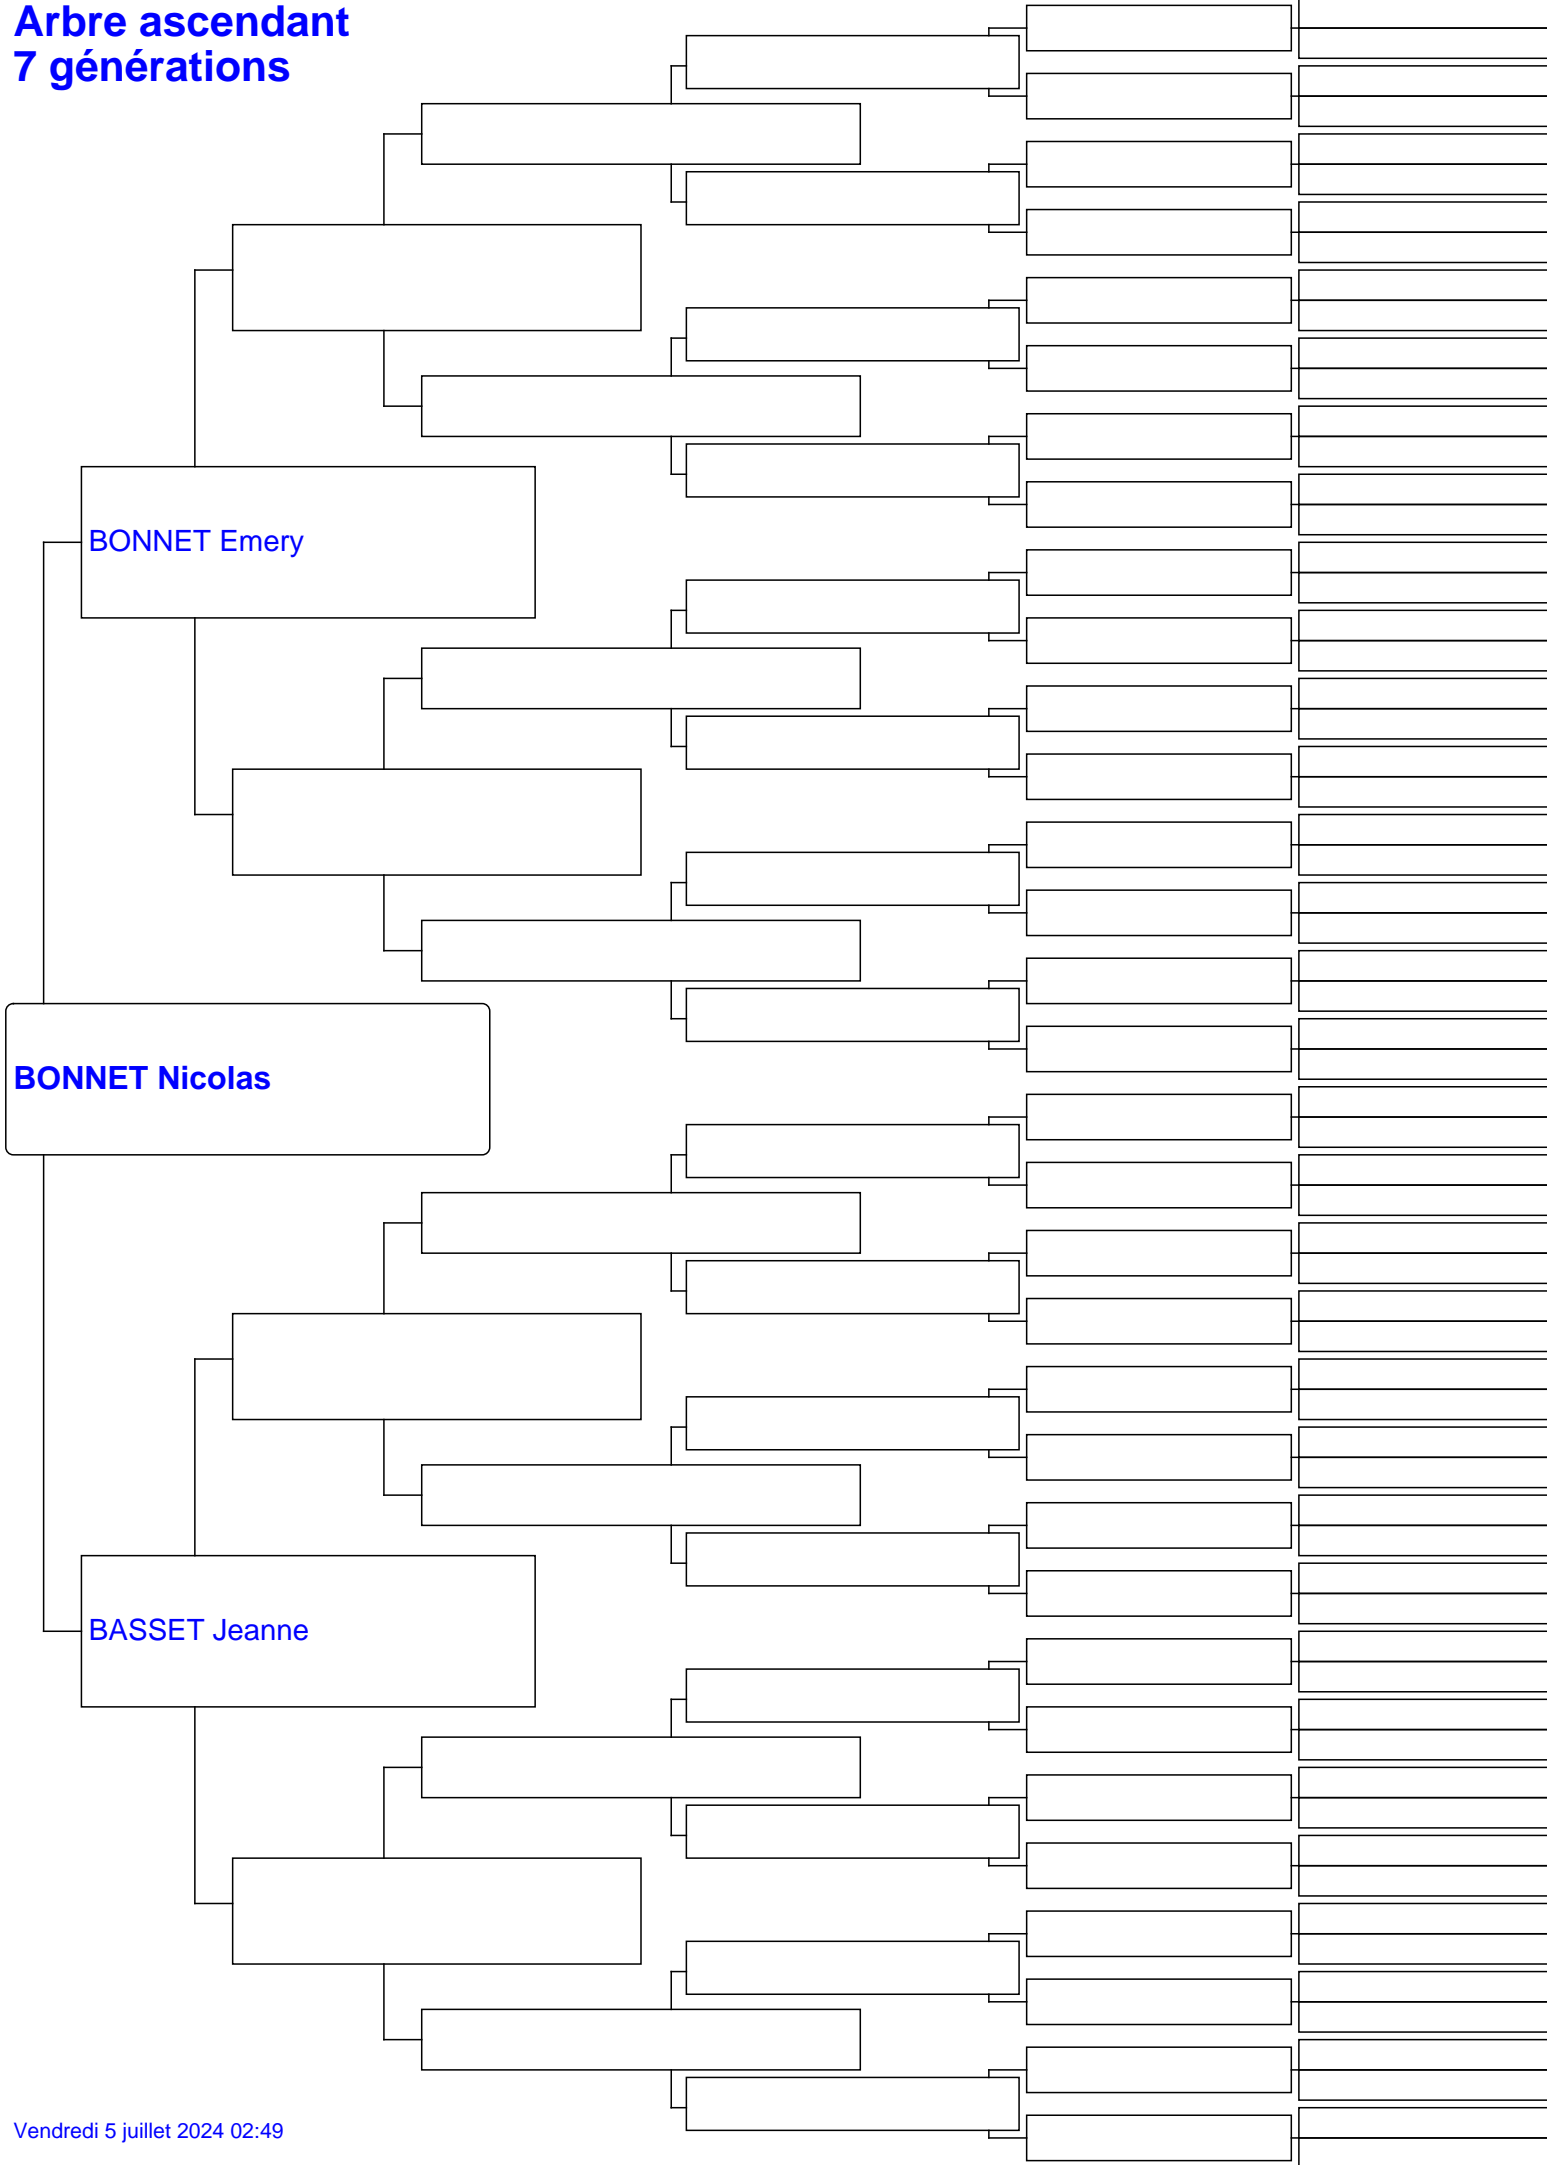 Arbre ascendant
7 générations
BONNET Emery
BONNET Nicolas
BASSET Jeanne
Vendredi 5 juillet 2024 02:49